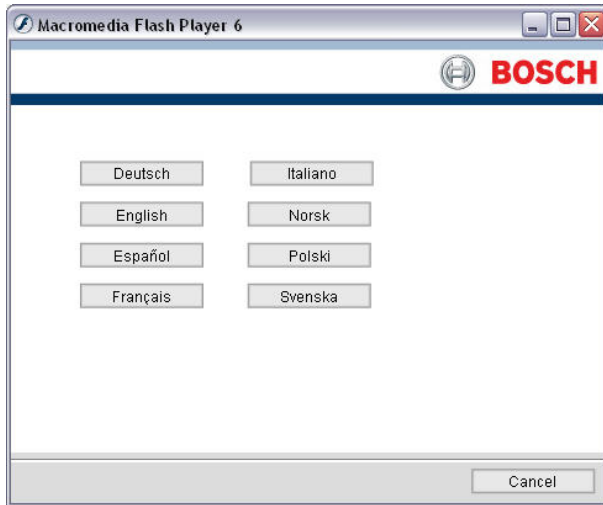 Macromedia Flash Player 6
BOSCH
Deutsch
Italiano
English
Norsk
Español
Polski
Français
Svenska
Cancel